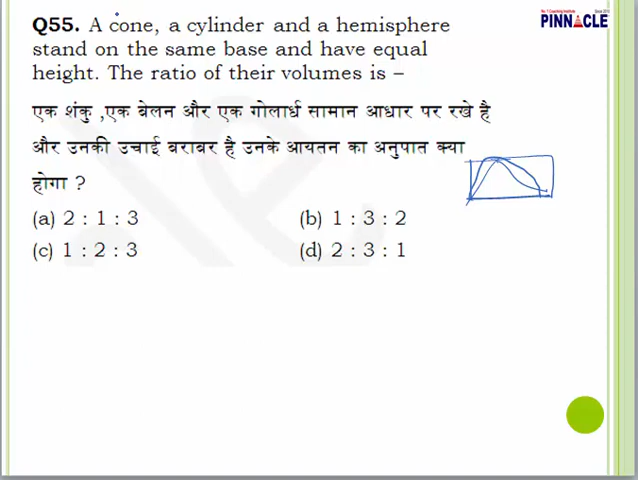 Q55. A cone, a cylinder and a hemisphere
stand on the same base and have equal
height. The ratio of their volumes is –
एक शंकु ,एक बेलन और एक गोलार्ध सामान आधार पर रखे है
और उनकी उचाई बराबर है उनके आयतन का अनुपात क्या
होगा ?
(a) 2 : 1 : 3 (b) 1 : 3 : 2
(c) 1 : 2 : 3 (d) 2 : 3 : 1
PINNACLE